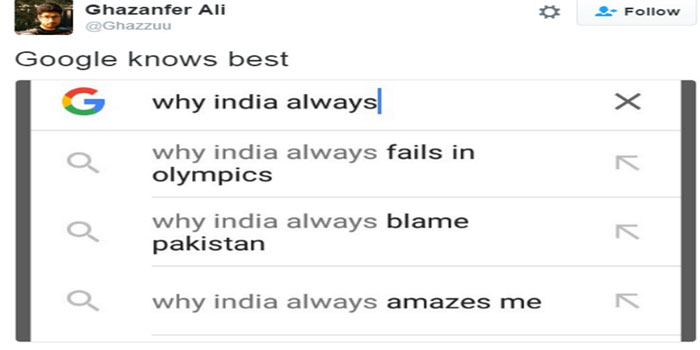 Ghazanfer Ali
@Ghazzuu
Follow
Google knows best
why india always
why india always fails in
olympics
why india always blame
pakistan
why india always amazes me